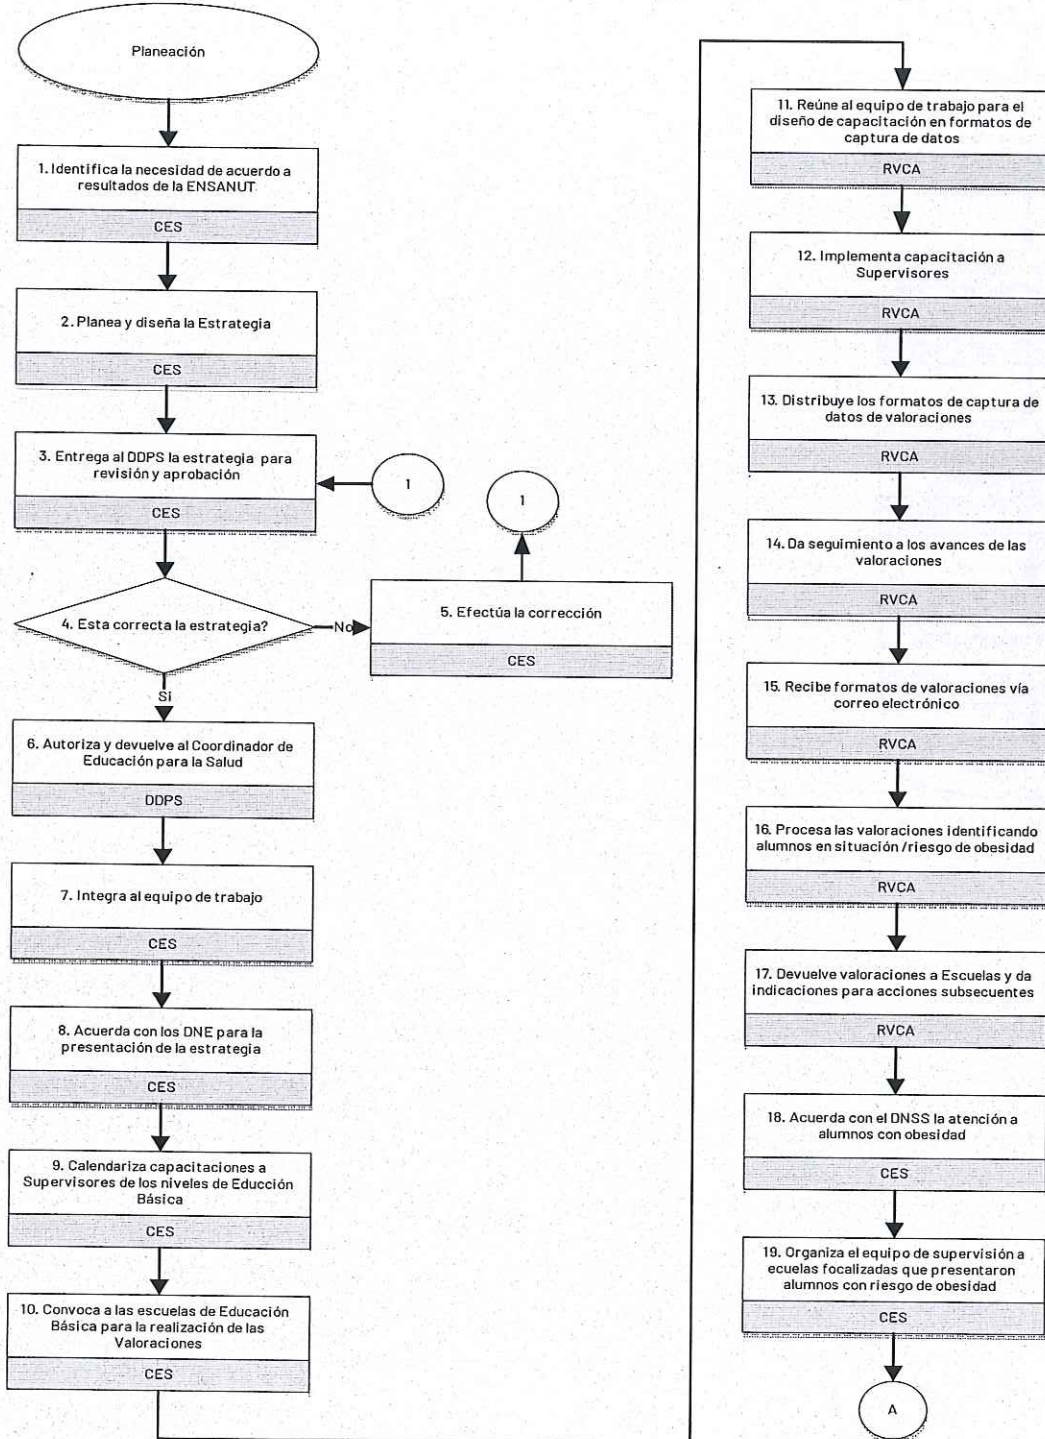 Planeación
1. Identifica la necesidad de acuerdo a
resultados de la ENSANUT
CES
2. Planea y diseña la Estrategia
CES
3. Entrega al DDPS la estrategia para
revisión y aprobación
CES
1
1
4. Esta correcta la estrategia?
No
5. Efectúa la corrección
CES
Si
6. Autoriza y devuelve al Coordinador de
Educación para la Salud
DDPS
7. Integra al equipo de trabajo
CES
8. Acuerda con los DNE para la
presentación de la estrategia
CES
9. Calendariza capacitaciones a
Supervisores de los niveles de Educción
Básica
CES
10. Convoca a las escuelas de Educación
Básica para la realización de las
Valoraciones
CES
11. Reúne al equipo de trabajo para el
diseño de capacitación en formatos de
captura de datos
RVCA
12. Implementa capacitación a
Supervisores
RVCA
13. Distribuye los formatos de captura de
datos de valoraciones
RVCA
14. Da seguimiento a los avances de las
valoraciones
RVCA
15. Recibe formatos de valoraciones vía
correo electrónico
RVCA
16. Procesa las valoraciones identificando
alumnos en situación /riesgo de obesidad
RVCA
17. Devuelve valoraciones a Escuelas y da
indicaciones para acciones subsecuentes
RVCA
18. Acuerda con el DNSS la atención a
alumnos con obesidad
CES
19. Organiza el equipo de supervisión a
ecuelas focalizadas que presentaron
alumnos con riesgo de obesidad
CES
A